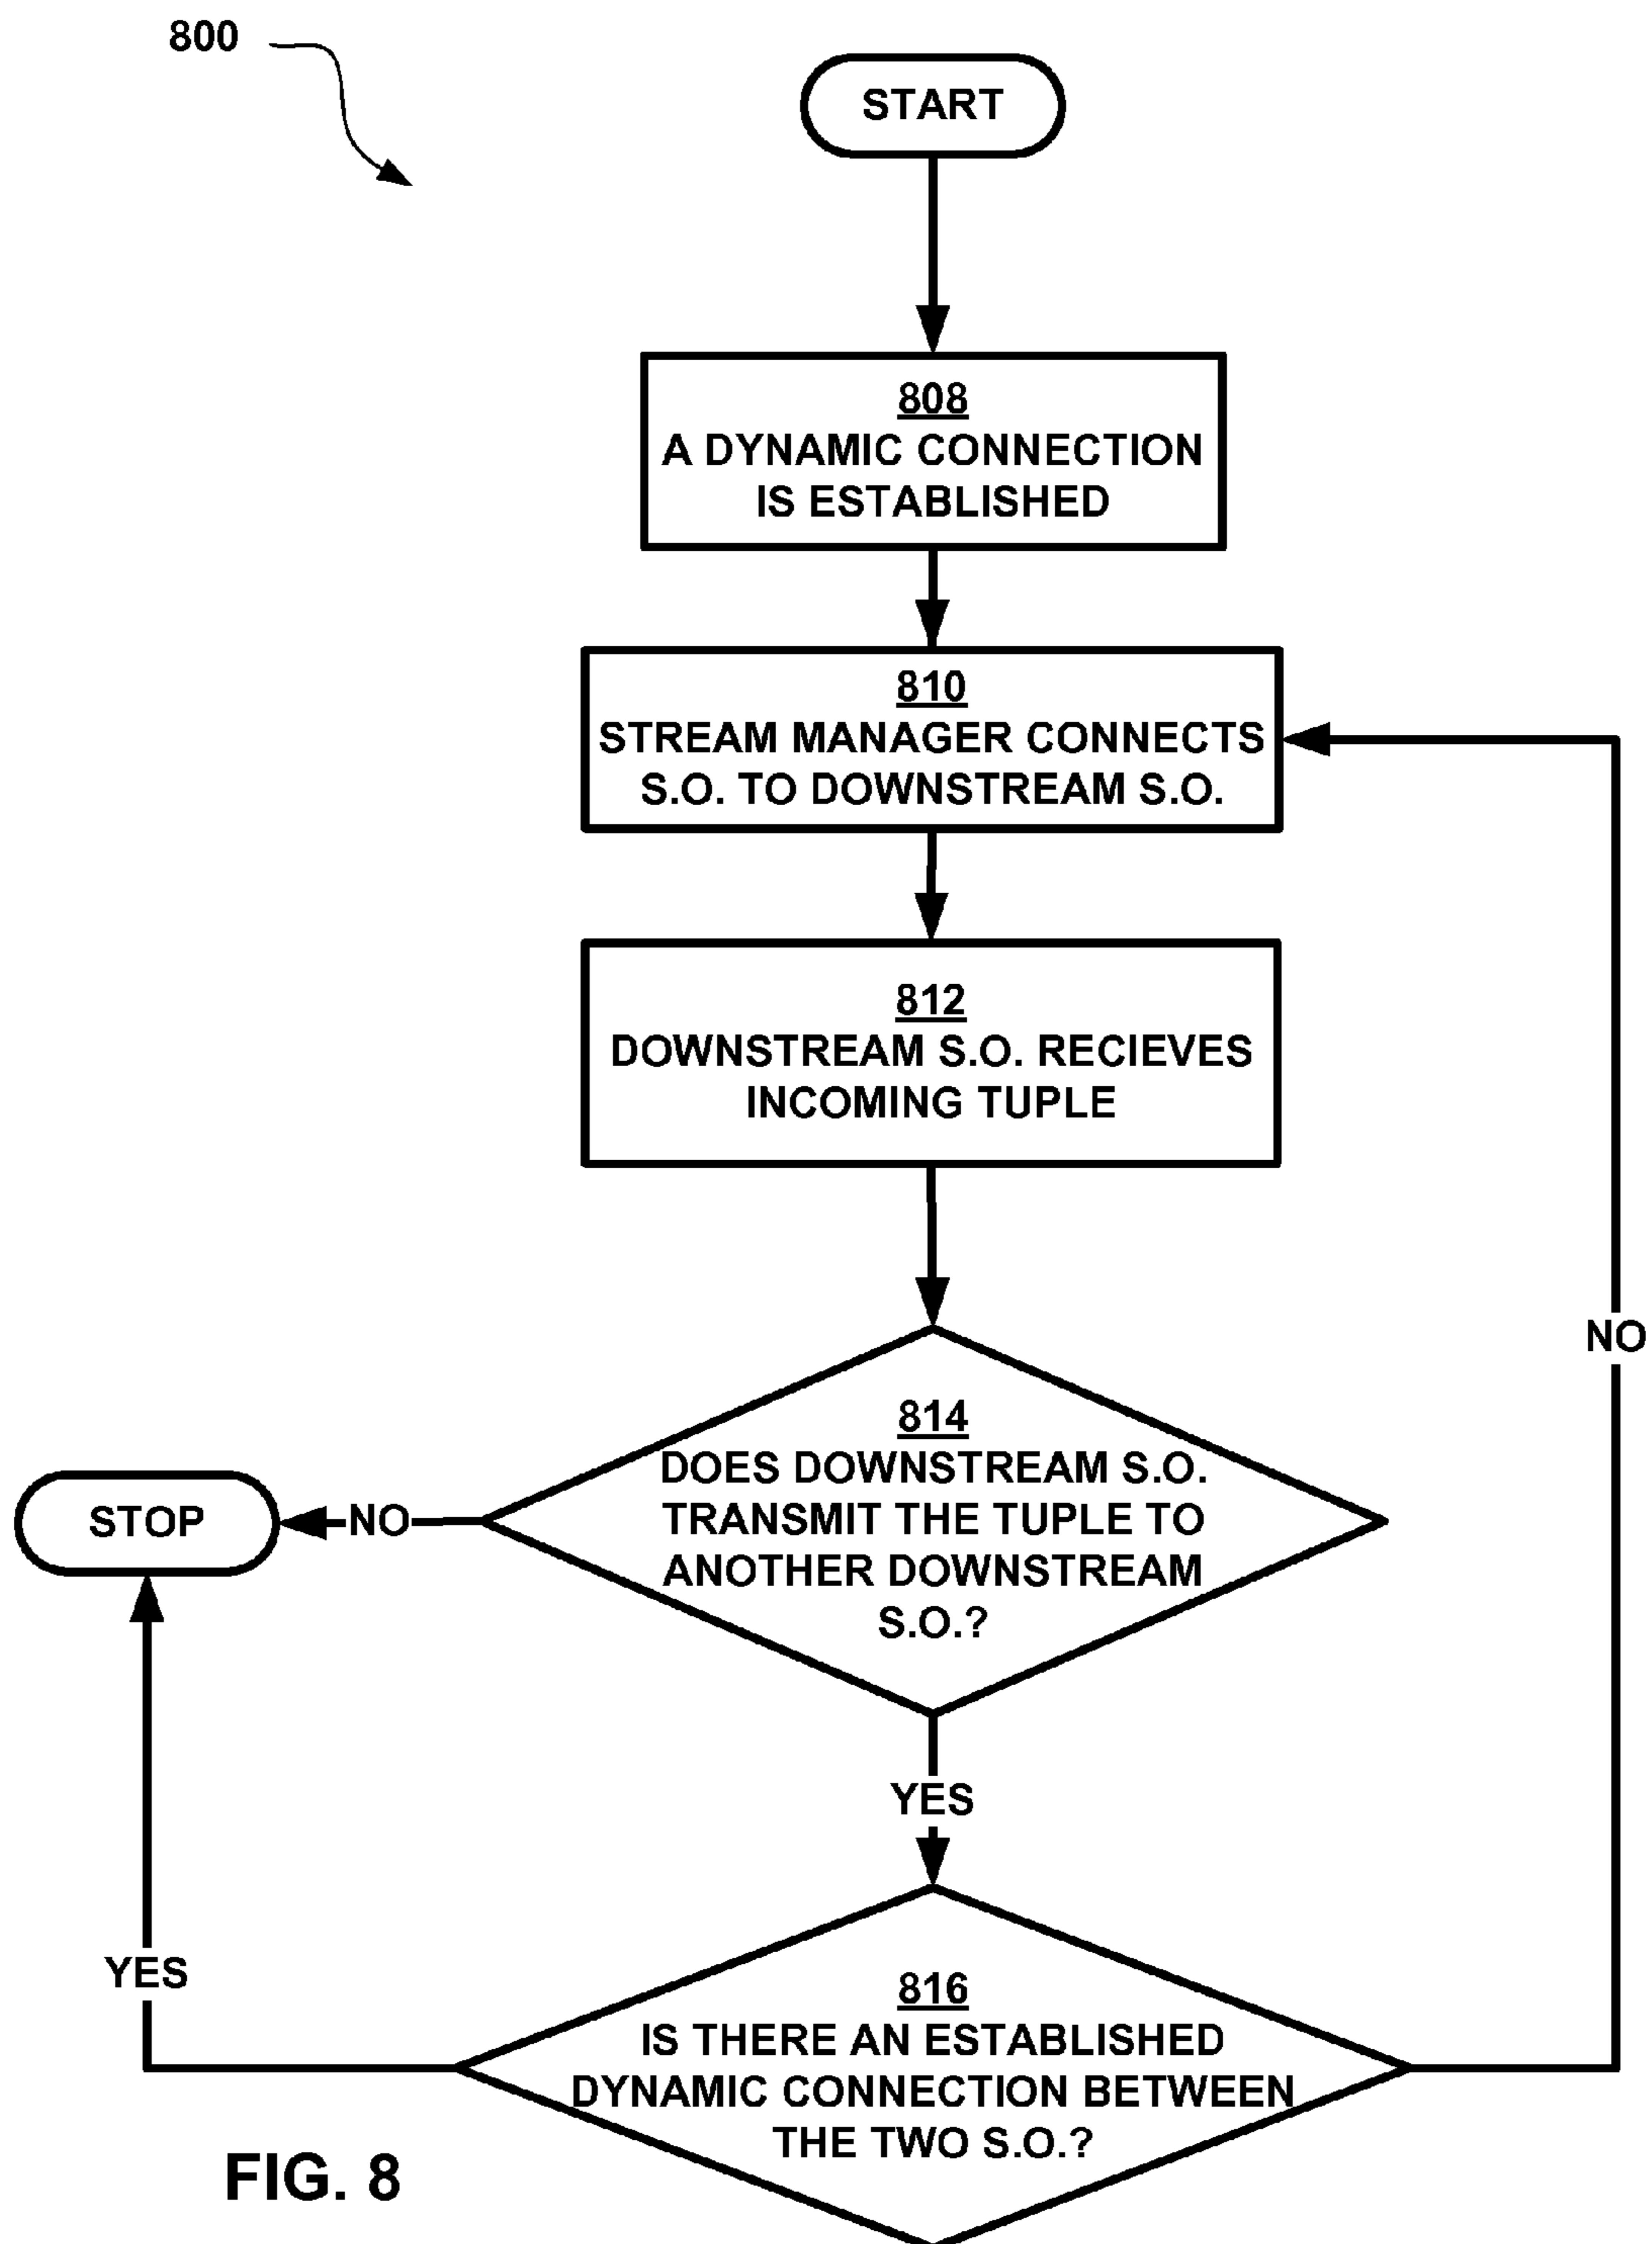 800
START
808
A DYNAMIC CONNECTION
IS ESTABLISHED
810
STREAM MANAGER CONNECTS
S.O. TO DOWNSTREAM S.O.
812
DOWNSTREAM S.O. RECIEVES
INCOMING TUPLE
814
DOES DOWNSTREAM S.O.
TRANSMIT THE TUPLE TO
ANOTHER DOWNSTREAM
S.O.?
NO
STOP
NO
YES
YES
816
IS THERE AN ESTABLISHED
DYNAMIC CONNECTION BETWEEN
THE TWO S.O.?
FIG. 8